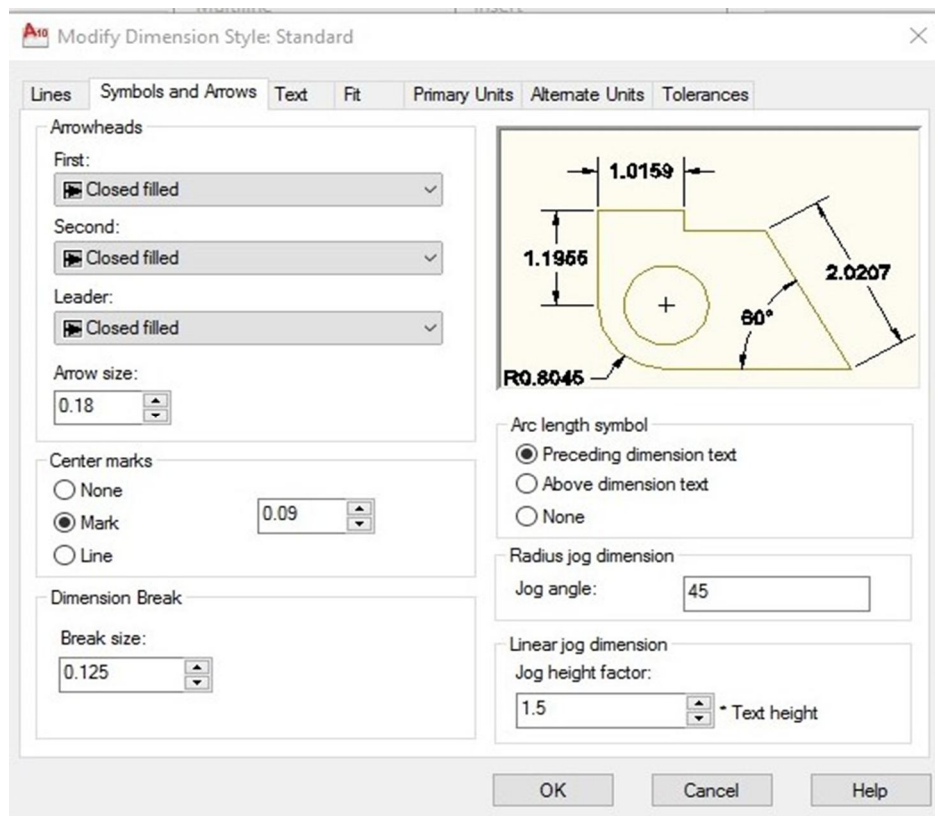 A10 Modify Dimension Style: Standard
Lines Symbols and Arrows Text Fit Primary Units Alternate Units Tolerances
Arrowheads
First:
Closed filled
Second:
Closed filled
Leader:
Closed filled
Arrow size:
0.18
Center marks
None
Mark
0.09
Line
Dimension Break
Break size:
0.125
1.0159
1.1955
2.0207
60°
R0.8045
Arc length symbol
Preceding dimension text
Above dimension text
None
Radius jog dimension
Jog angle:
45
Linear jog dimension
Jog height factor:
1.5
* Text height
OK Cancel Help